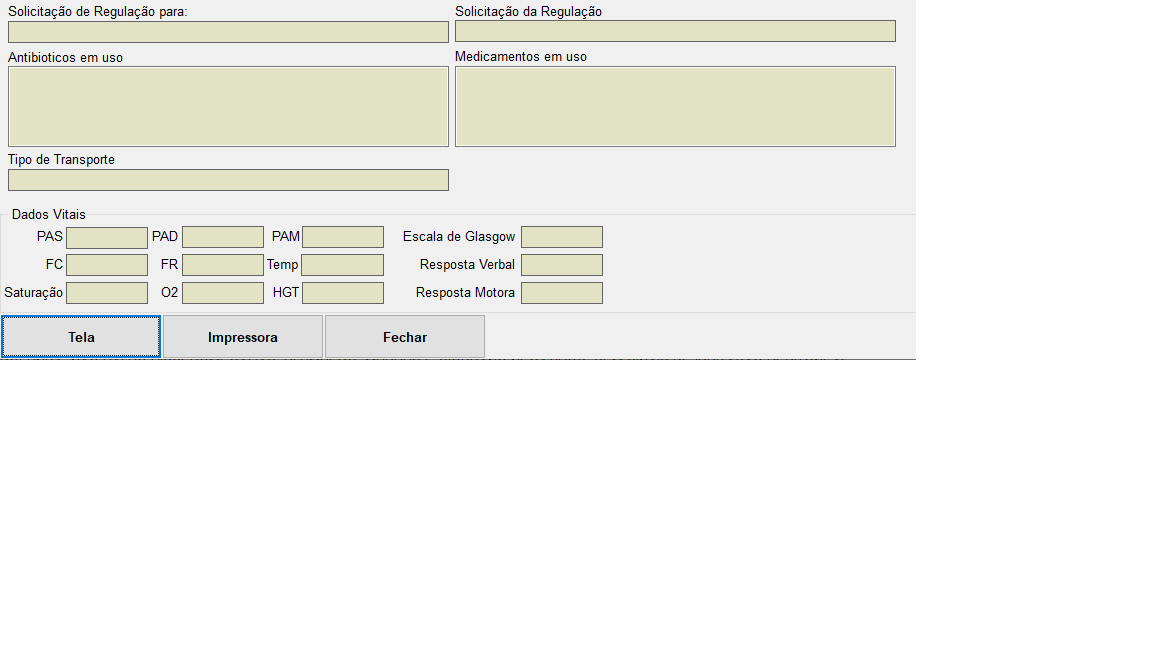 Solicitação de Regulação para:
Solicitação da Regulação
Antibioticos em uso
Medicamentos em uso
Tipo de Transporte
Dados Vitais
PAS PAD PAM Escala de Glasgow
FC FR Temp Resposta Verbal
Saturação O2 HGT Resposta Motora
Tela Impressora Fechar